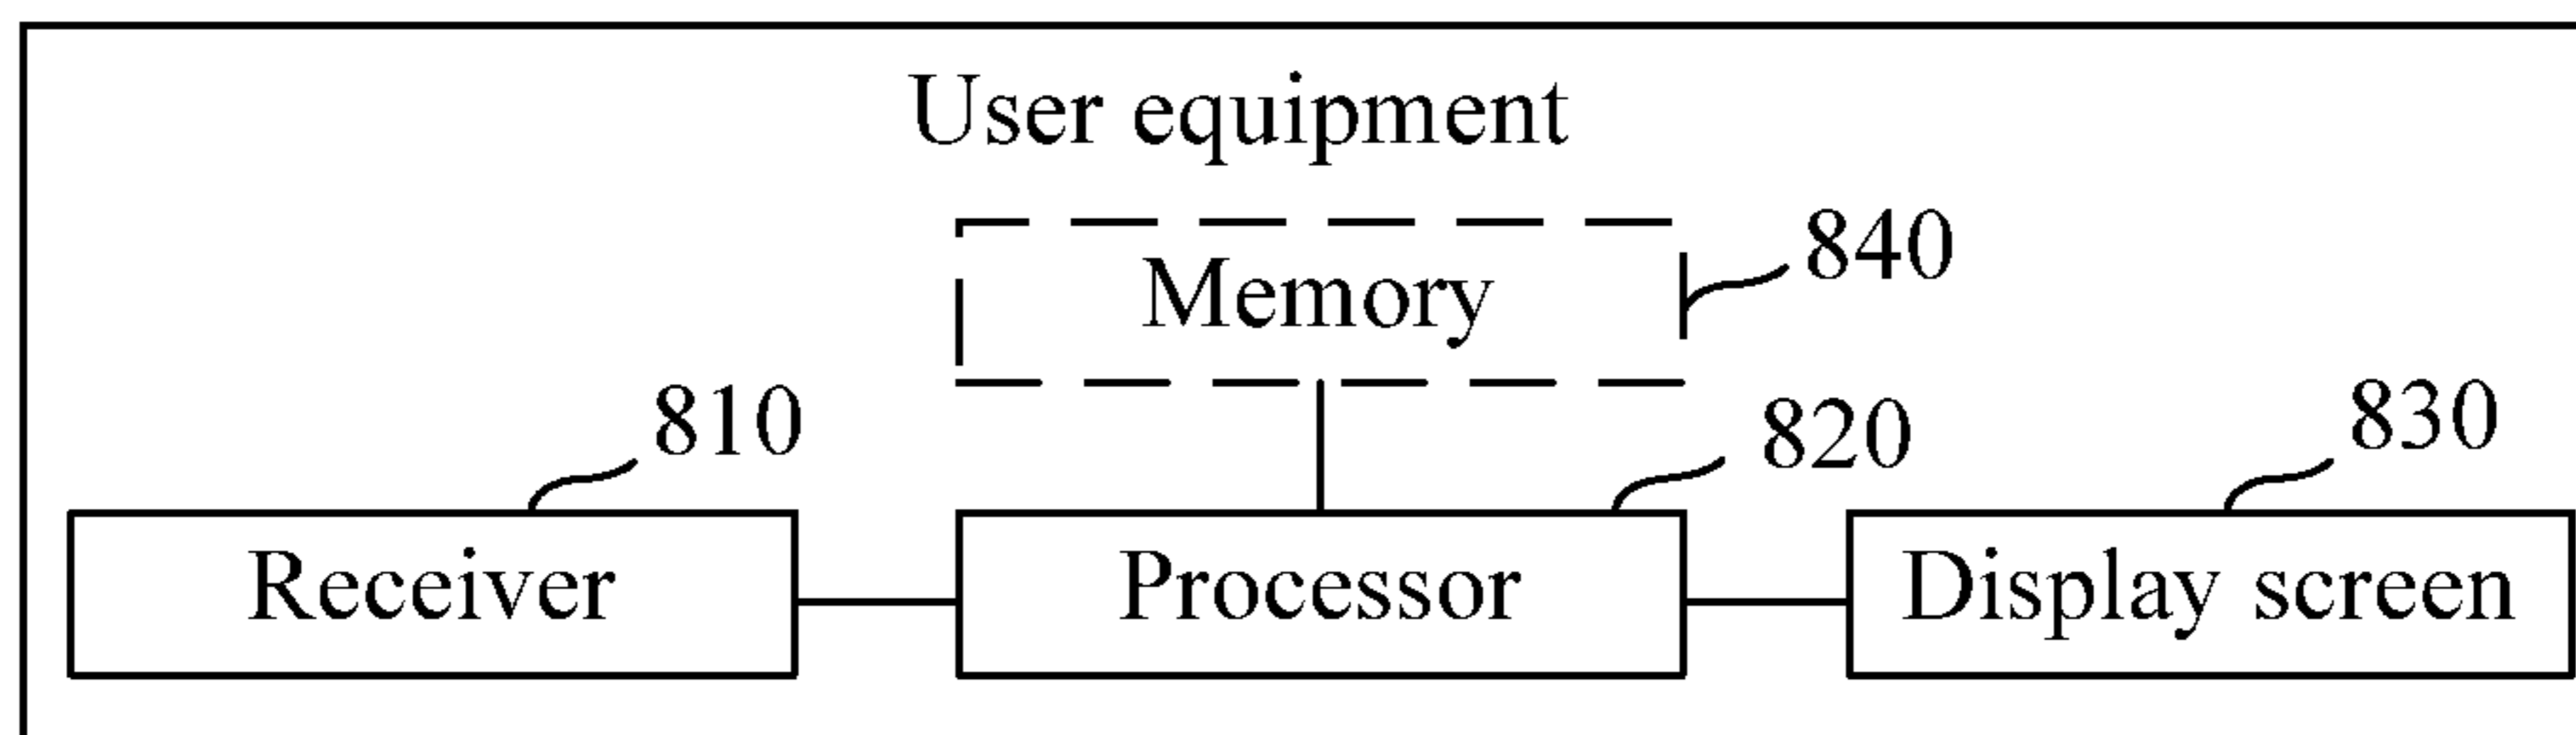 User equipment
840
Memory
810
820
830
Receiver
Processor
Display screen